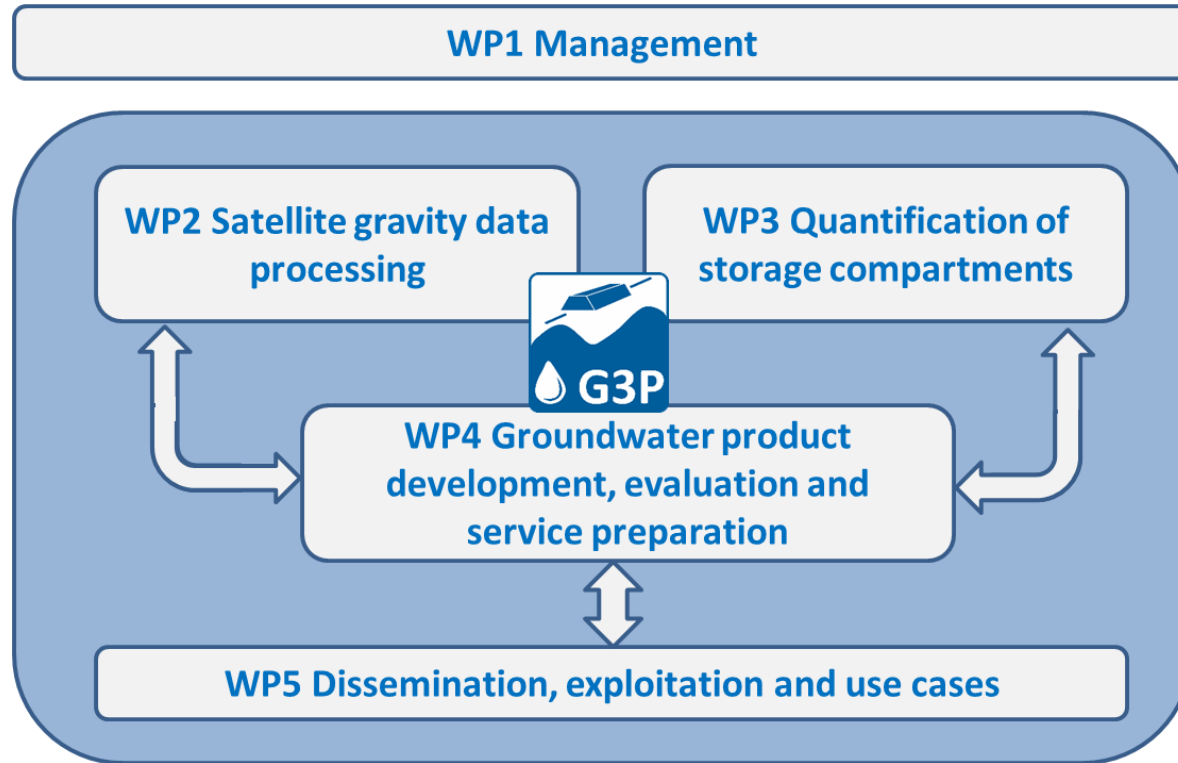 WP1 Management
WP2 Satellite gravity data
processing
WP3 Quantification of
storage compartments
G3P
WP4 Groundwater product
development, evaluation and
service preparation
WP5 Dissemination, exploitation and use cases